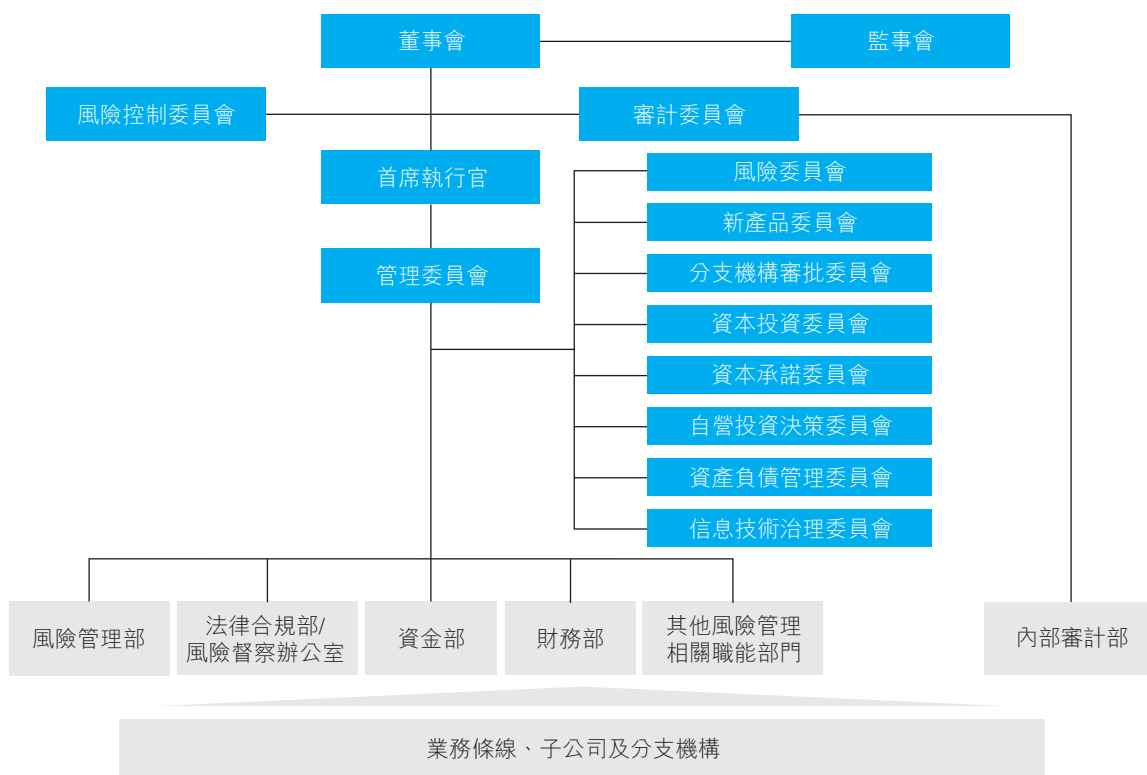 董事會
監事會
風險控制委員會
審計委員會
首席執行官
風險委員會
新產品委員會
管理委員會
分支機構審批委員會
資本投資委員會
資本承諾委員會
自營投資決策委員會
資產負債管理委員會
信息技術治理委員會
風險管理部
法律合規部/
風險督察辦公室
資金部
財務部
其他風險管理
相關職能部門
內部審計部
業務條線、子公司及分支機構